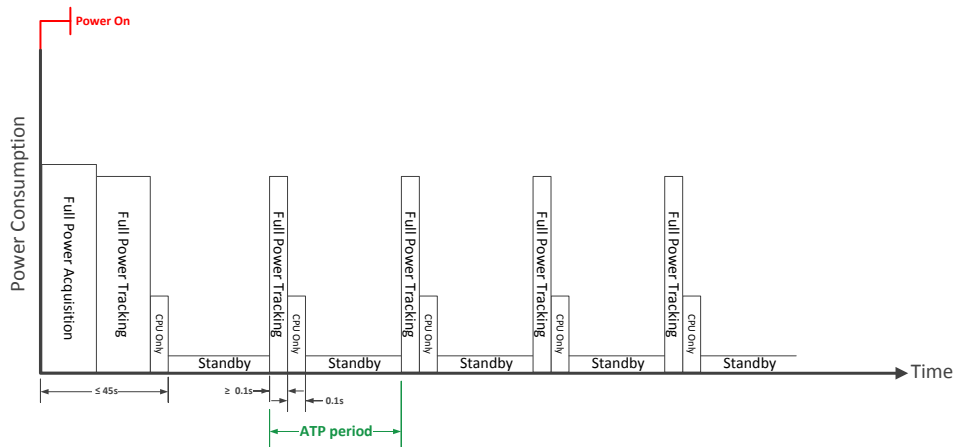 Power On
Power Consumption
Full Power Acquisition
Full Power Tracking
CPU Only
Standby
Full Power Tracking
CPU Only
Standby
Full Power Tracking
CPU Only
Standby
Full Power Tracking
CPU Only
Standby
Full Power Tracking
CPU Only
Standby
Time
≤ 45s
≥ 0.1s
0.1s
ATP period